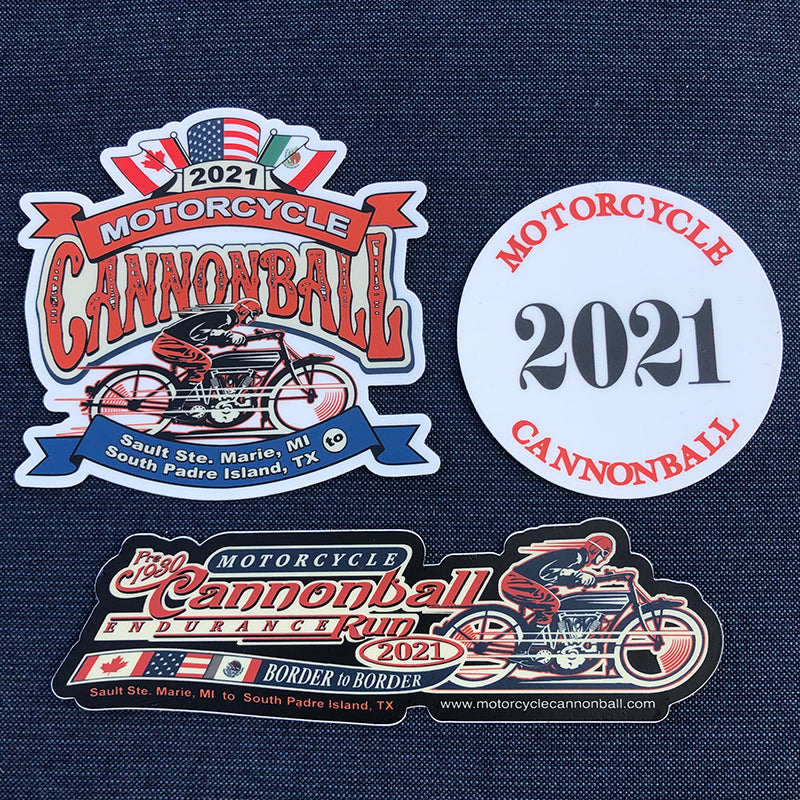 2021
MOTORCYCLE
CANNONBALL
Sault Ste. Marie, MI to
South Padre Island, TX
MOTORCYCLE
2021
CANNONBALL
Pre
1930
MOTORCYCLE
Cannonball
ENDURANCE Run
2021
BORDER to BORDER
Sault Ste. Marie, MI to South Padre Island, TX
www.motorcyclecannonball.com